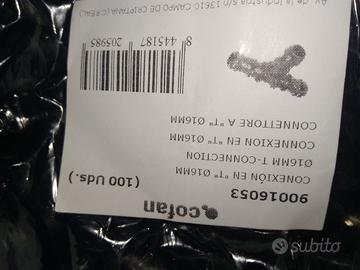 cofan
90016053
(100 Uds.)
CONEXIÓN EN "T" Ø16MM
Ø16MM T-CONNECTION
CONNEXION EN "T" Ø16MM
CONNETTORE A "T" Ø16MM
8 445187 205985
Av. de la Industria s/n 13610 CAMPO DE CRIPTANA (C.REAL)
subito